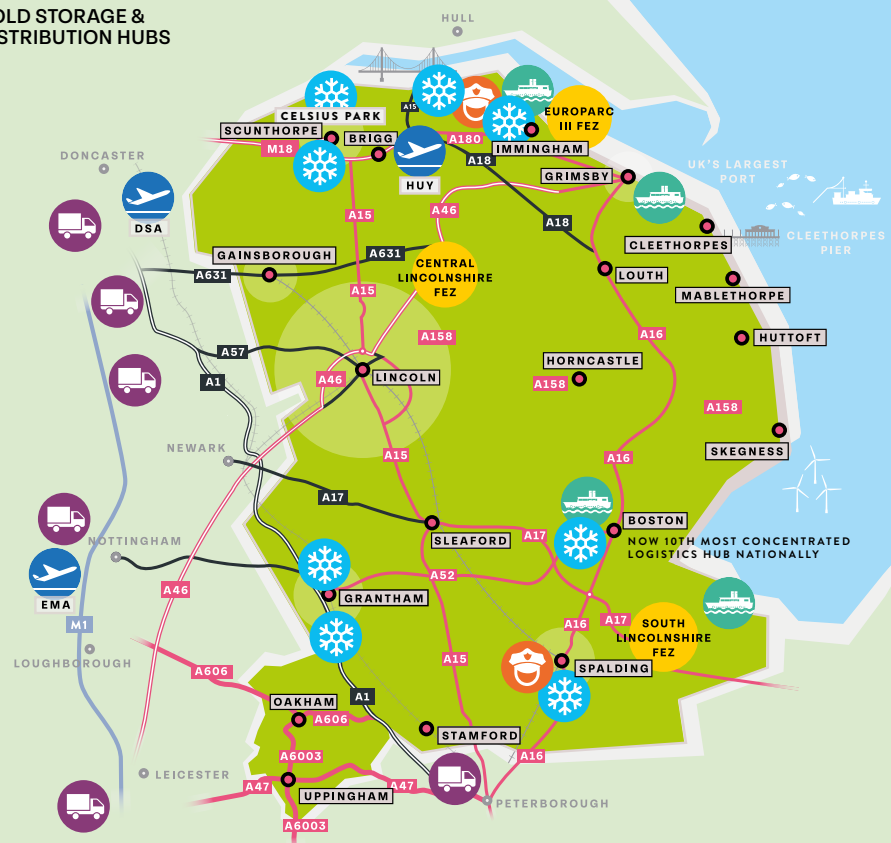 OLD STORAGE &
STRIBUTION HUBS
HULL
A15
CELSIUS PARK
EUROPARC
III FEZ
SCUNTHORPE
BRIGG
A180
M18
IMMINGHAM
A18
DONCASTER
HUY
GRIMSBY
UK'S LARGEST
PORT
DSA
A15
A46
A18
CLEETHORPES
CLEETHORPES
PIER
GAINSBOROUGH
A631
A631
CENTRAL
LINCOLNSHIRE
FEZ
LOUTH
MABLETHORPE
A15
A158
A16
HUTTOFT
A57
HORNCASTLE
A1
A46
LINCOLN
A158
A158
NEWARK
A15
A16
SKEGNESS
A17
BOSTON
NOW 10TH MOST CONCENTRATED
LOGISTICS HUB NATIONALLY
SLEAFORD
A17
NOTTINGHAM
A52
EMA
A46
GRANTHAM
M1
A16
A17
SOUTH
LINCOLNSHIRE
FEZ
LOUGHBOROUGH
A606
A15
SPALDING
OAKHAM
A1
A606
STAMFORD
A6003
A16
LEICESTER
A47
A47
UPPINGHAM
PETERBOROUGH
A6003